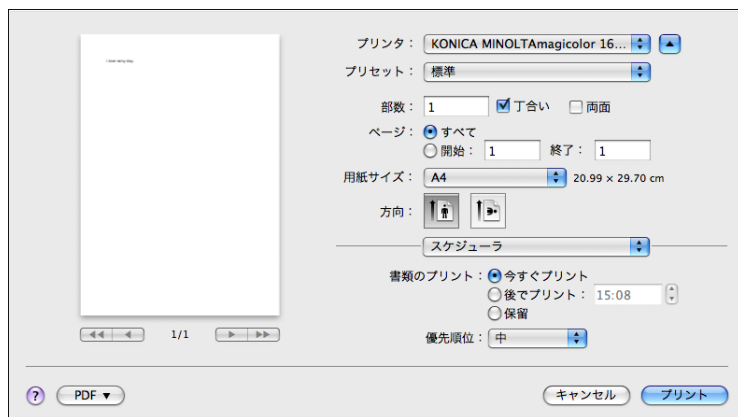 プリンタ： KONICA MINOLTAmagicolor 16...
プリセット： 標準
部数： 1 丁合い 両面
ページ： すべて
開始： 1 終了： 1
用紙サイズ： A4 20.99 × 29.70 cm
方向：
スケジューラ
書類のプリント： 今すぐプリント
後でプリント： 15:08
保留
1/1
優先順位： 中
? PDF ▼ キャンセル プリント